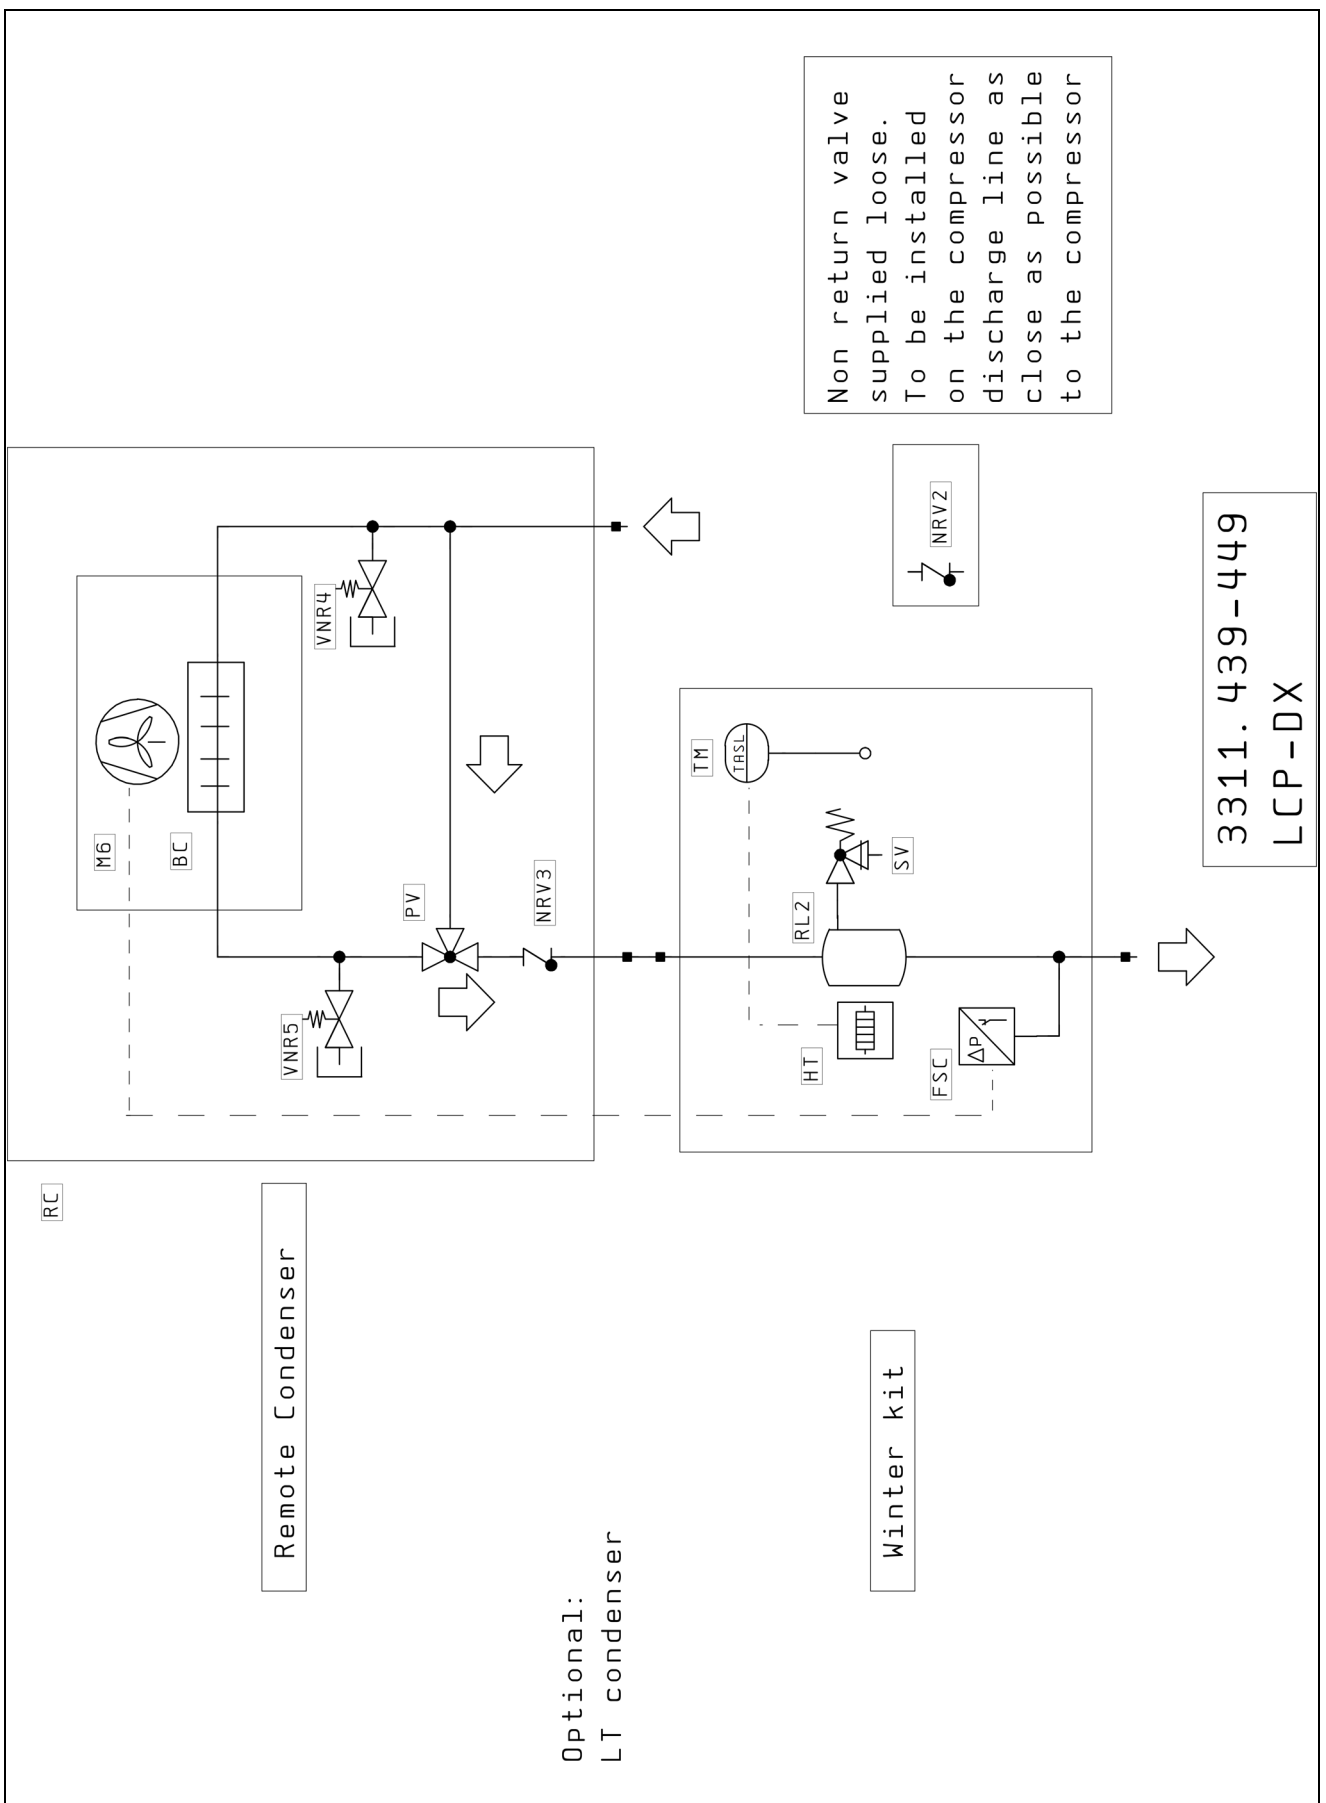 RC
Remote Condenser
M6
BC
VNR5
VNR4
PV
NRV3
Optional:
LT condenser
Winter kit
TM
TASL
RL2
SV
HT
FSC
ΔP
NRV2
Non return valve
supplied loose.
To be installed
on the compressor
discharge line as
close as possible
to the compressor
3311.439-449
LCP-DX